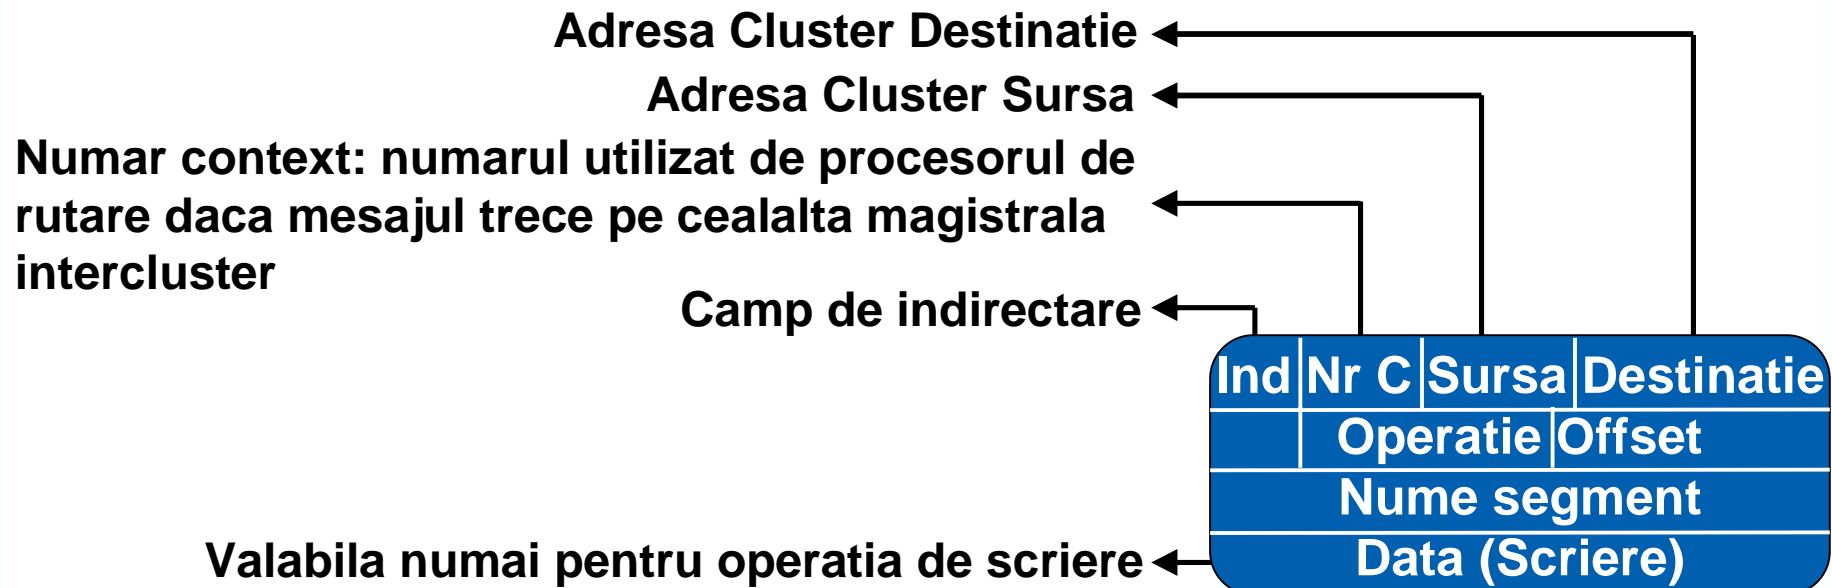 Adresa Cluster Destinatie
Adresa Cluster Sursa
Numar context: numarul utilizat de procesorul de
rutare daca mesajul trece pe cealalta magistrala
intercluster
Camp de indirectare
Ind Nr C Sursa Destinatie
Operatie Offset
Nume segment
Valabila numai pentru operatia de scriere
Data (Scriere)